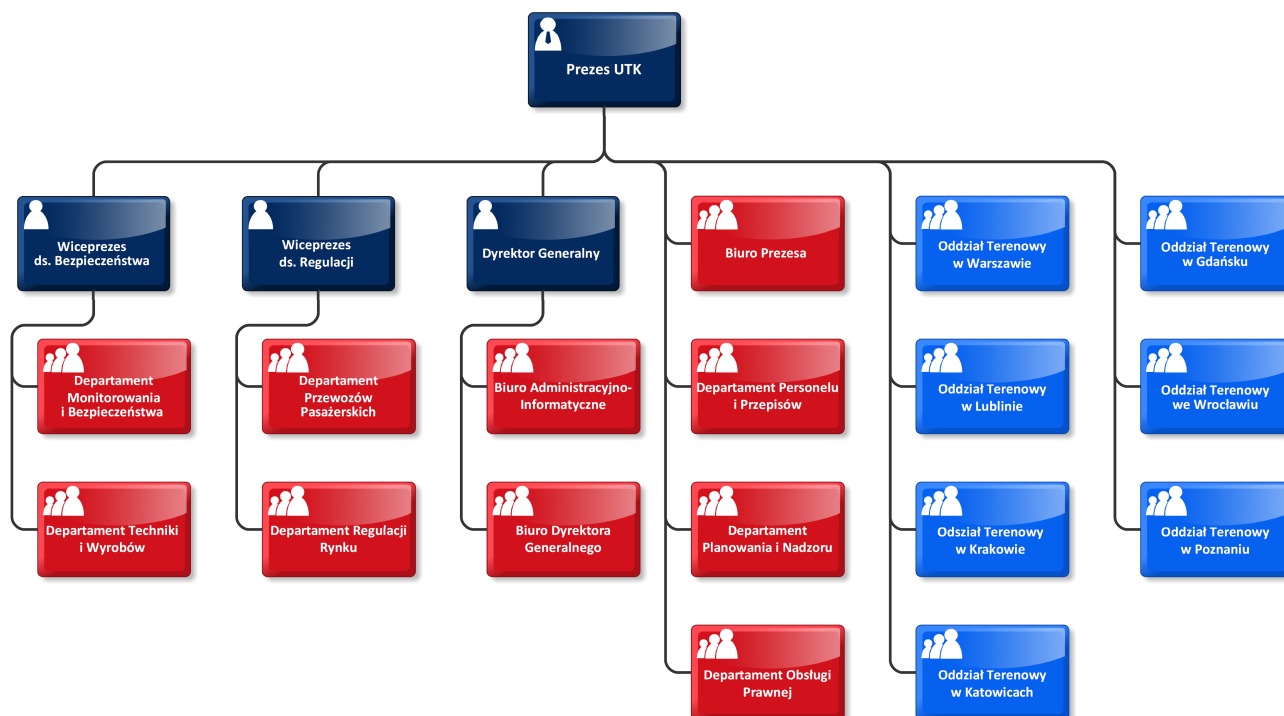 Prezes UTK
Wiceprezes
ds. Bezpieczeństwa
Wiceprezes
ds. Regulacji
Dyrektor Generalny
Biuro Prezesa
Oddział Terenowy
w Warszawie
Oddział Terenowy
w Gdańsku
Departament
Monitorowania
i Bezpieczeństwa
Departament
Przewozów
Pasażerskich
Biuro Administracyjno-
Informatyczne
Departament Personelu
i Przepisów
Oddział Terenowy
w Lublinie
Oddział Terenowy
we Wrocławiu
Departament Techniki
i Wyrobów
Departament Regulacji
Rynku
Biuro Dyrektora
Generalnego
Departament
Planowania i Nadzoru
Odsział Terenowy
w Krakowie
Oddział Terenowy
w Poznaniu
Departament Obsługi
Prawnej
Oddział Terenowy
w Katowicach